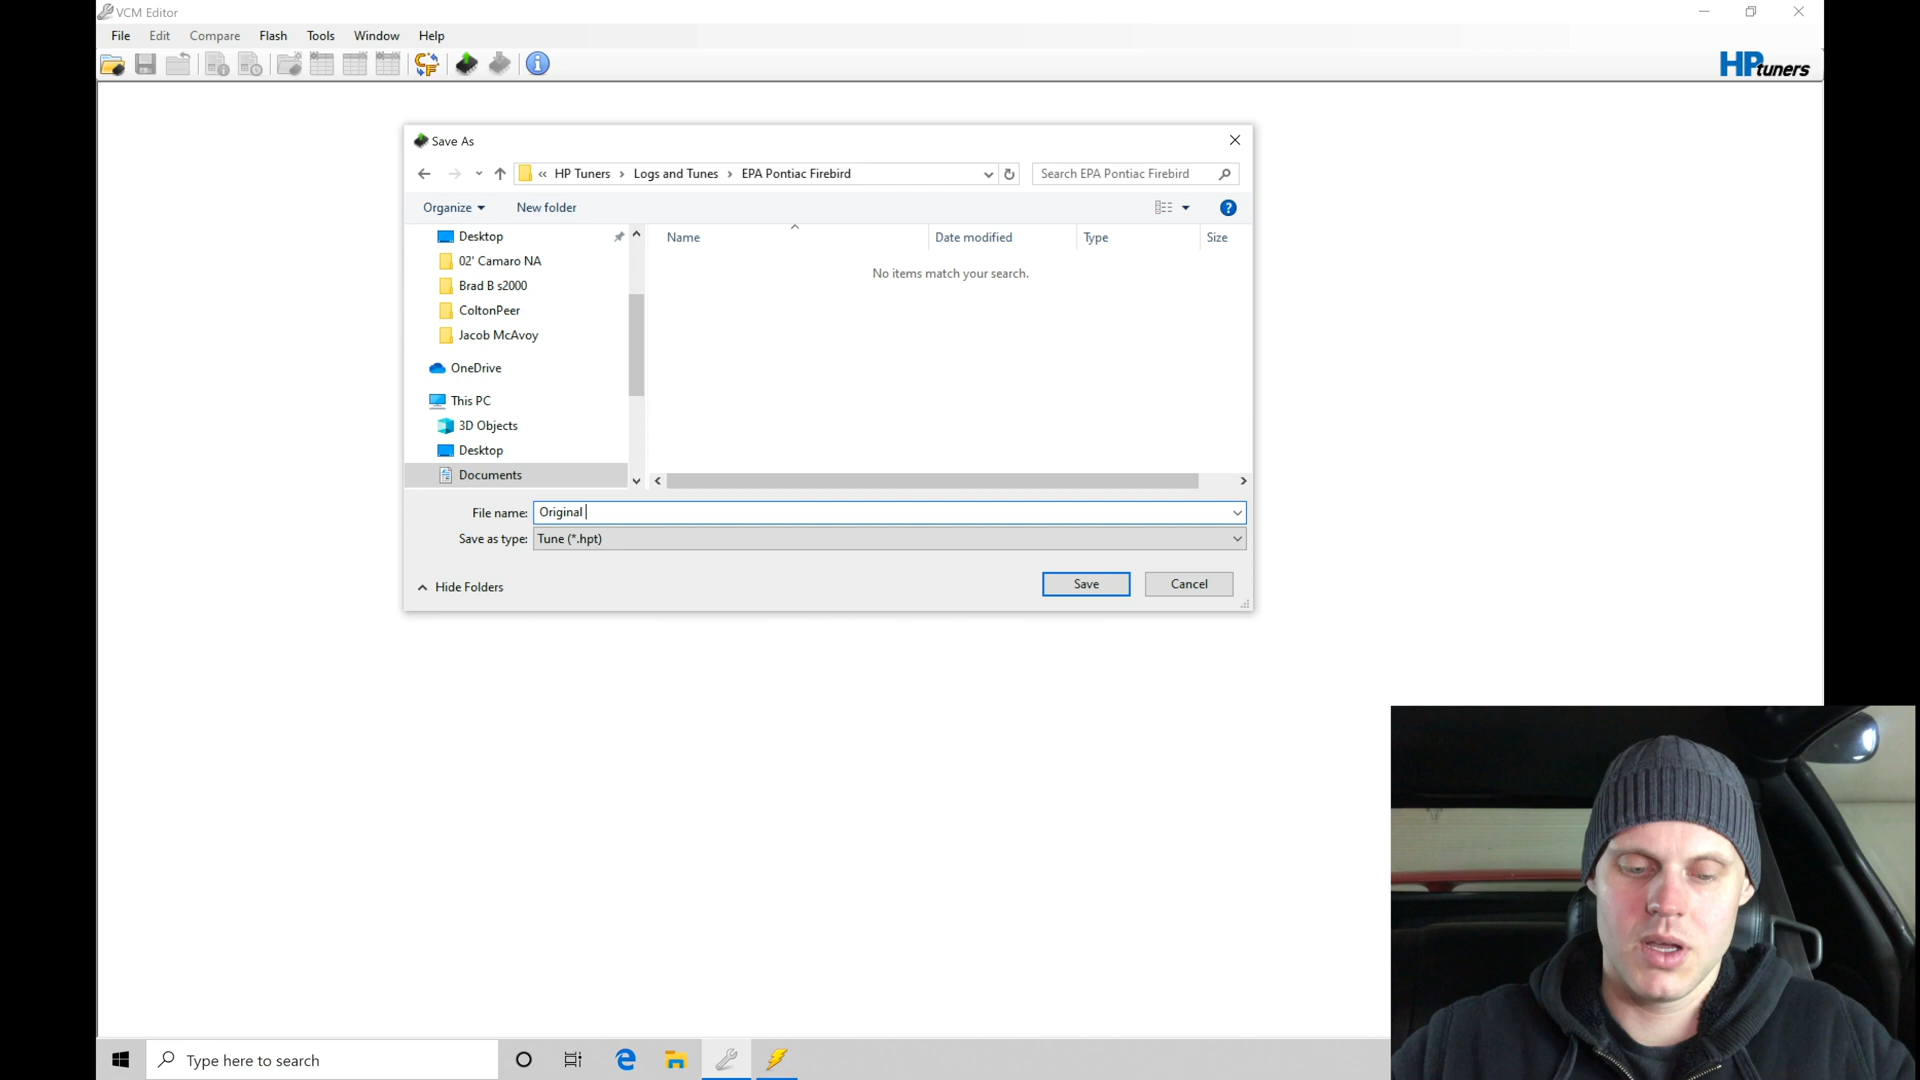 VCM Editor
File Edit Compare Flash Tools Window Help
HP tuners
Save As
« HP Tuners › Logs and Tunes › EPA Pontiac Firebird
Search EPA Pontiac Firebird
Organize New folder
?
Desktop
02' Camaro NA
Brad B s2000
ColtonPeer
Jacob McAvoy
OneDrive
This PC
3D Objects
Desktop
Documents
Name Date modified Type Size
No items match your search.
File name: Original
Save as type: Tune (*.hpt)
Hide Folders
Save Cancel
Type here to search